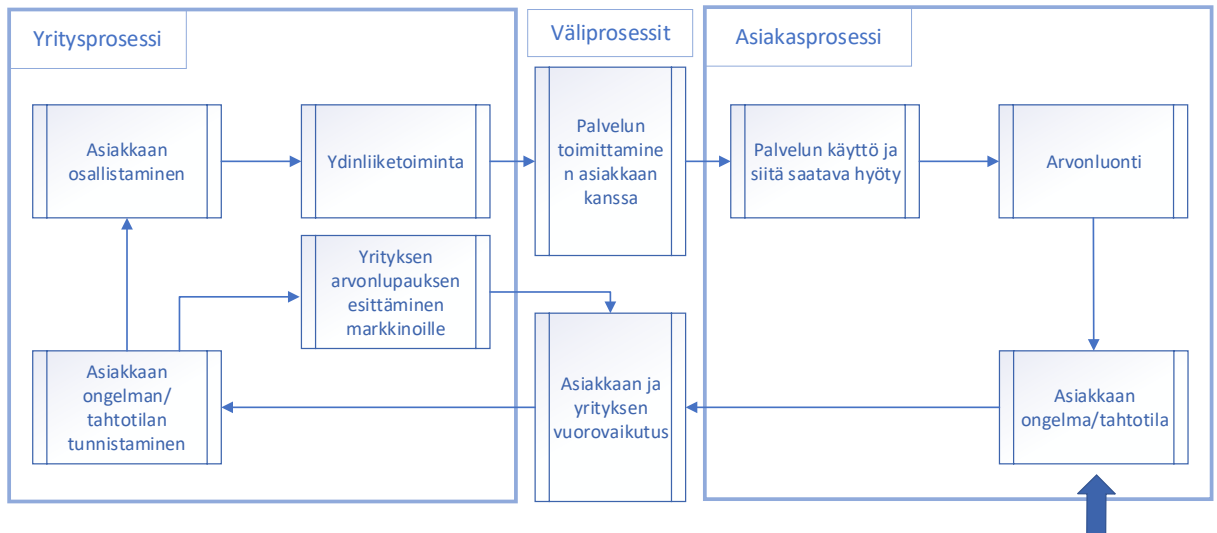 Yritysprosessi
Väliprosessit
Asiakasprosessi
Asiakkaan
osallistaminen
Ydinliiketoiminta
Palvelun
toimittamine
n asiakkaan
kanssa
Palvelun käyttö ja
siitä saatava hyöty
Arvonluonti
Yrityksen
arvonlupauksen
esittäminen
markkinoille
Asiakkaan
ongelman/
tahtotilan
tunnistaminen
Asiakkaan ja
yrityksen
vuorovaikutus
Asiakkaan
ongelma/tahtotila